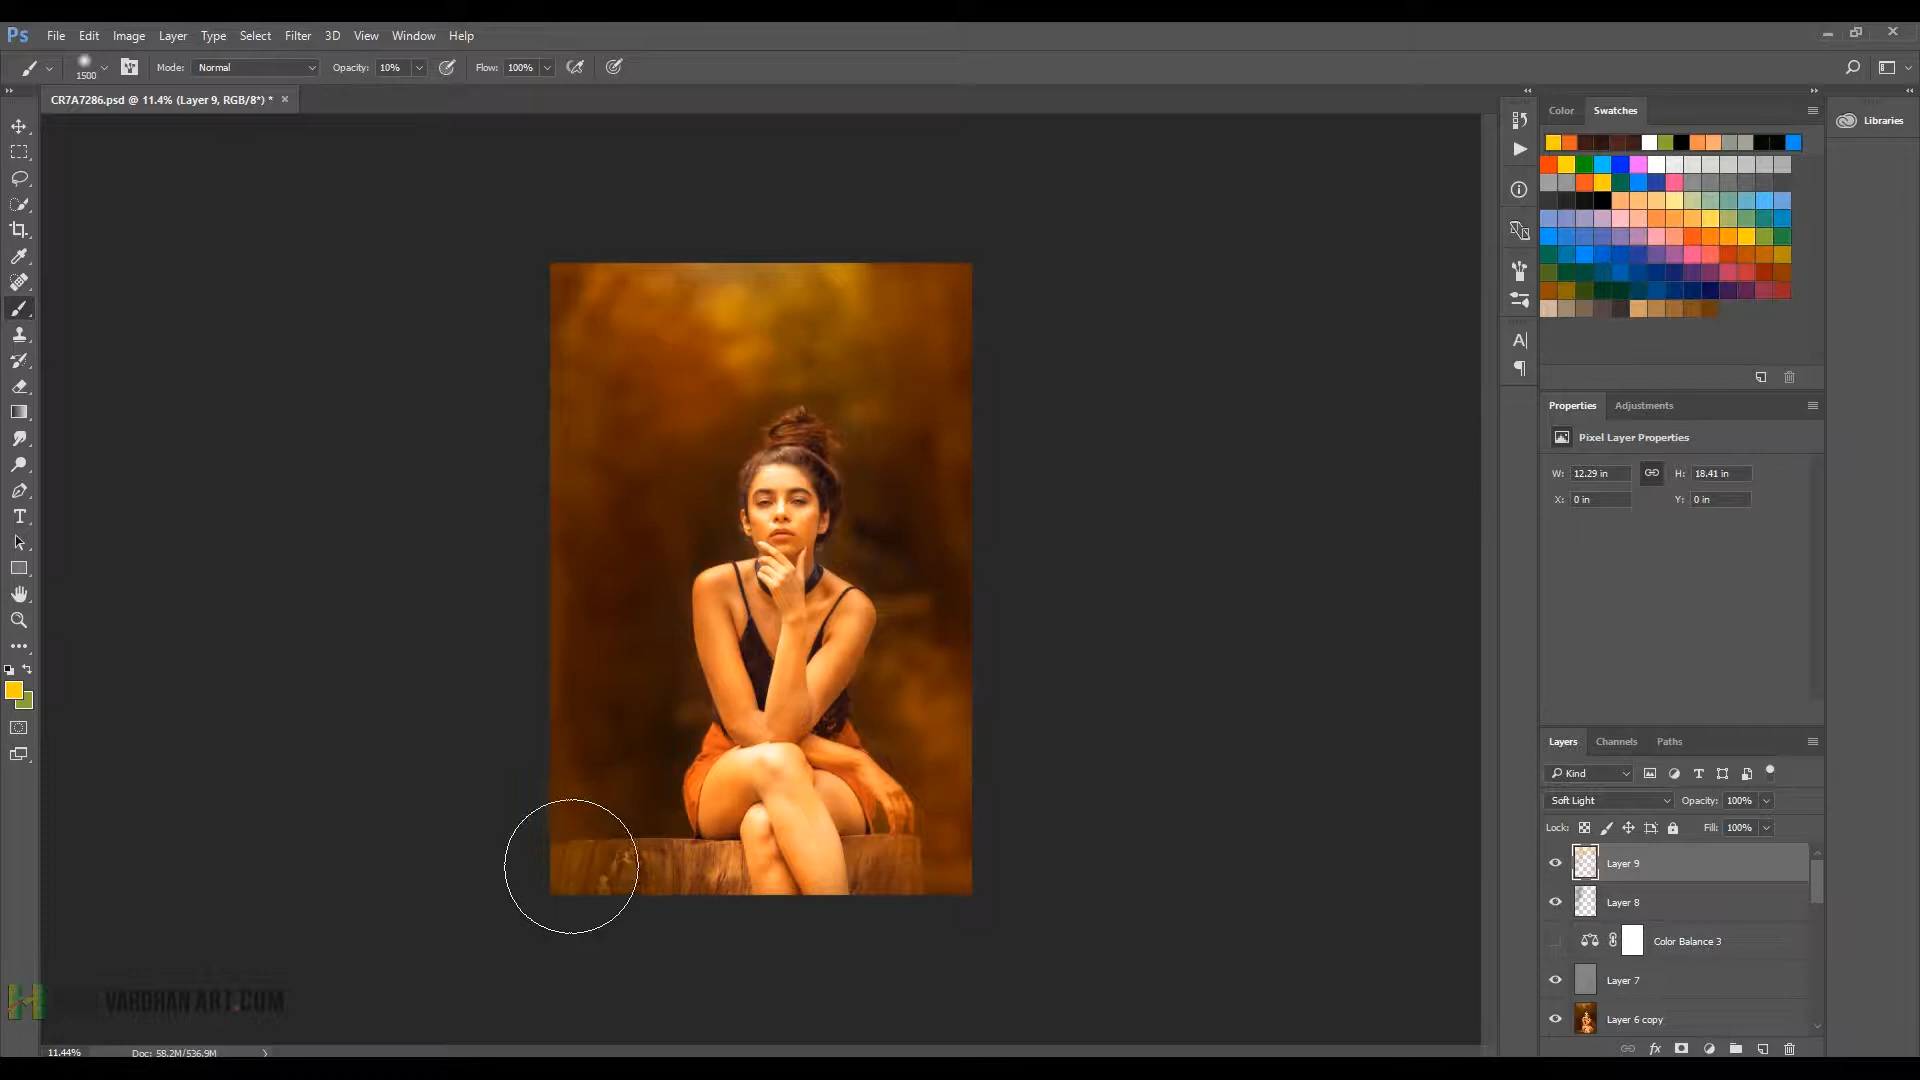 Ps File Edit Image Layer Type Select Filter 3D View Window Help
1500 Mode: Normal Opacity: 10% Flow: 100%
CR7A7286.psd @ 11.4% (Layer 9, RGB/8*) * ×
Color Swatches
Libraries
Properties Adjustments
Pixel Layer Properties
W: 12.29 in H: 18.41 in
X: 0 in Y: 0 in
Layers Channels Paths
Kind
Soft Light Opacity: 100%
Lock: Fill: 100%
Layer 9
Layer 8
Color Balance 3
Layer 7
Layer 6 copy
fx
VARDHAN ART.COM
11.44% Doc: 58.2M/536.9M